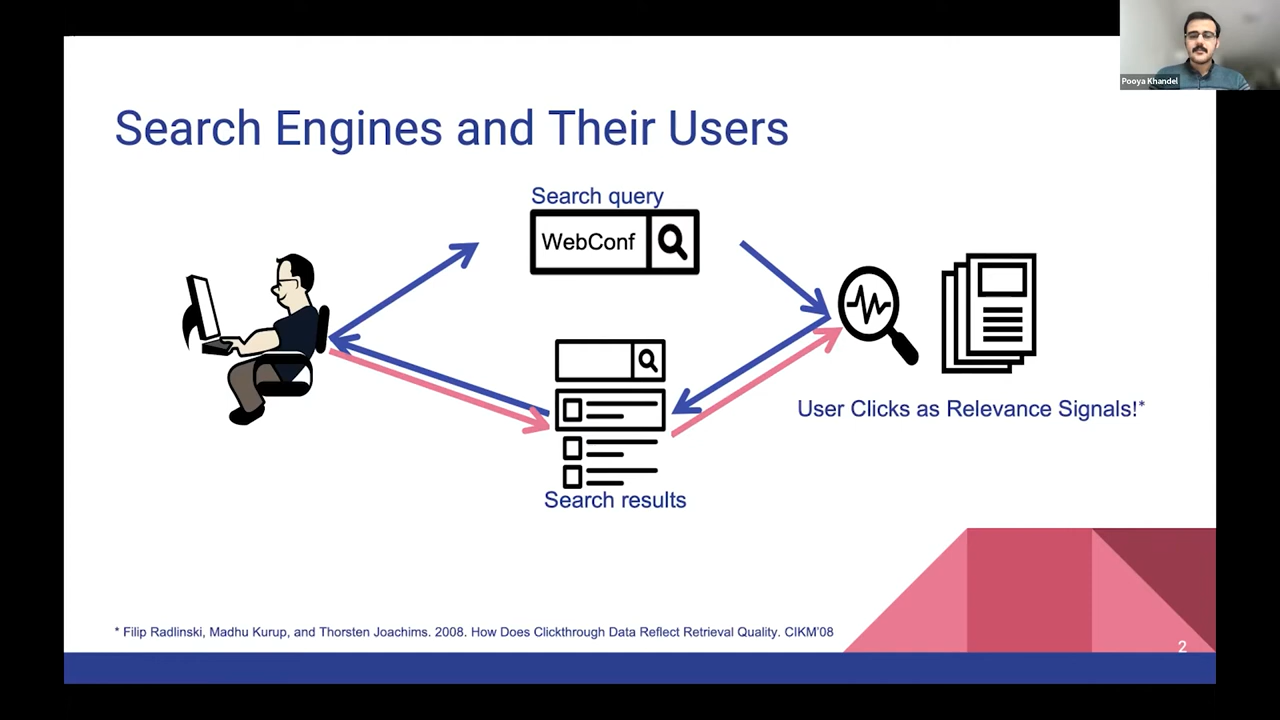 Pooya Khandel
Search Engines and Their Users
Search query
WebConf
User Clicks as Relevance Signals!*
Search results
* Filip Radlinski, Madhu Kurup, and Thorsten Joachims. 2008. How Does Clickthrough Data Reflect Retrieval Quality. CIKM'08
2